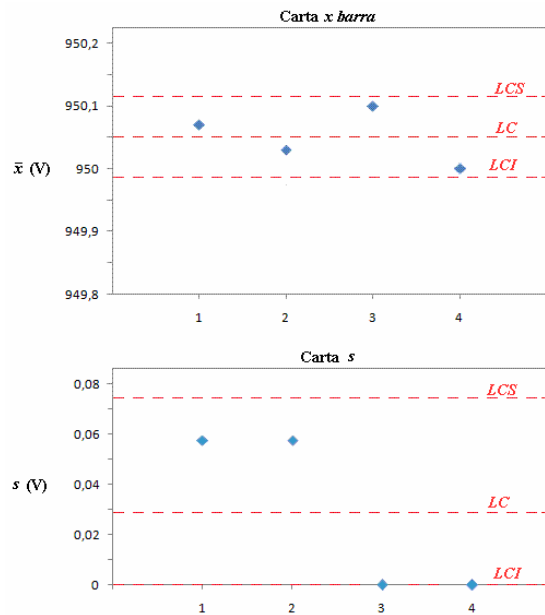 Carta x barra
950,2
LCS
950,1
LC
x̄ (V)
950
LCI
949,9
949,8
1 2 3 4
Carta s
0,08
LCS
0,06
s (V)
0,04
LC
0,02
LCI
0
1 2 3 4